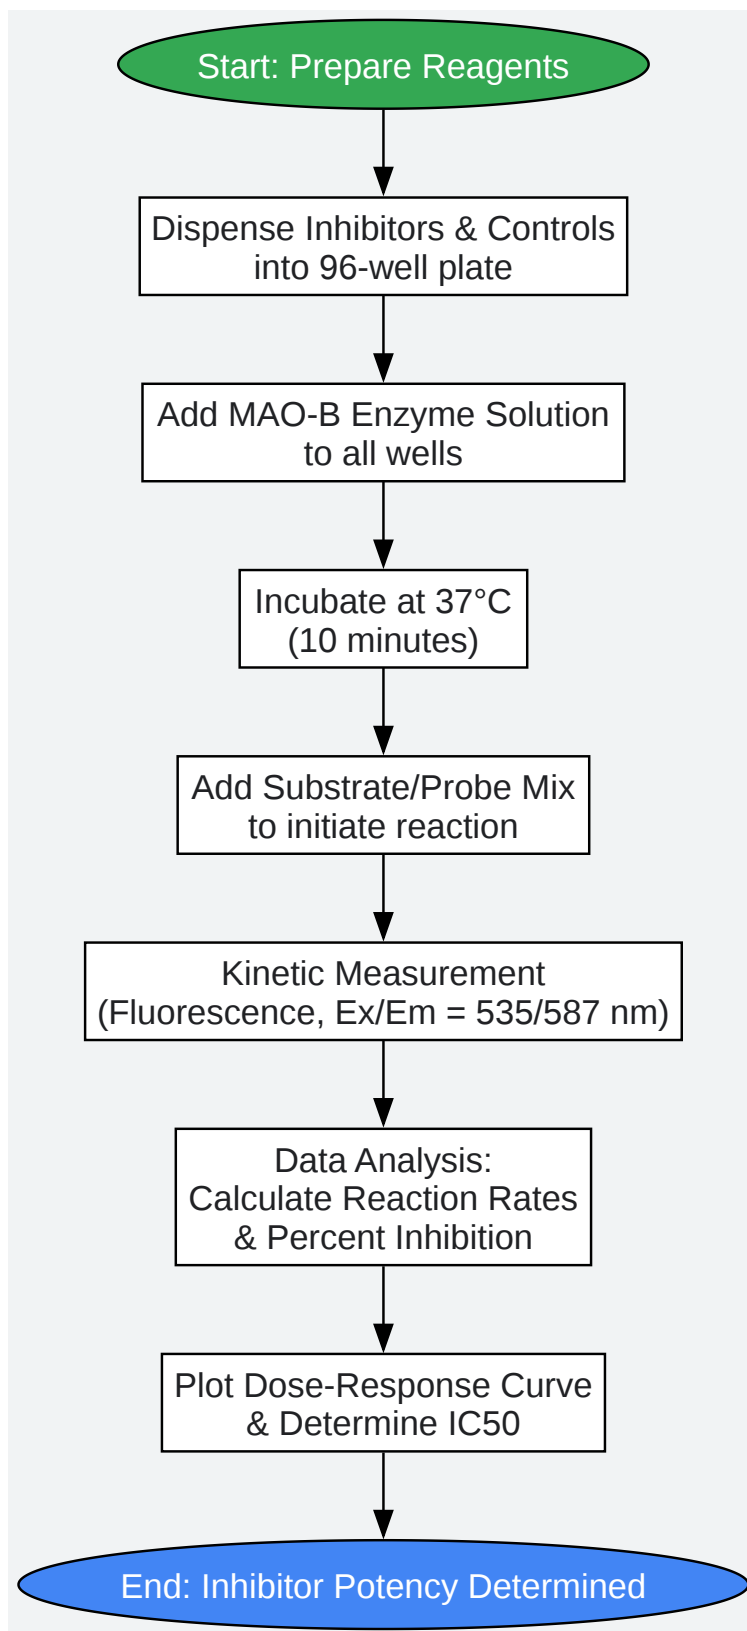 Start: Prepare Reagents
Dispense Inhibitors & Controls
into 96-well plate
Add MAO-B Enzyme Solution
to all wells
Incubate at 37°C
(10 minutes)
Add Substrate/Probe Mix
to initiate reaction
Kinetic Measurement
(Fluorescence, Ex/Em = 535/587 nm)
Data Analysis:
Calculate Reaction Rates
& Percent Inhibition
Plot Dose-Response Curve
& Determine IC50
End: Inhibitor Potency Determined